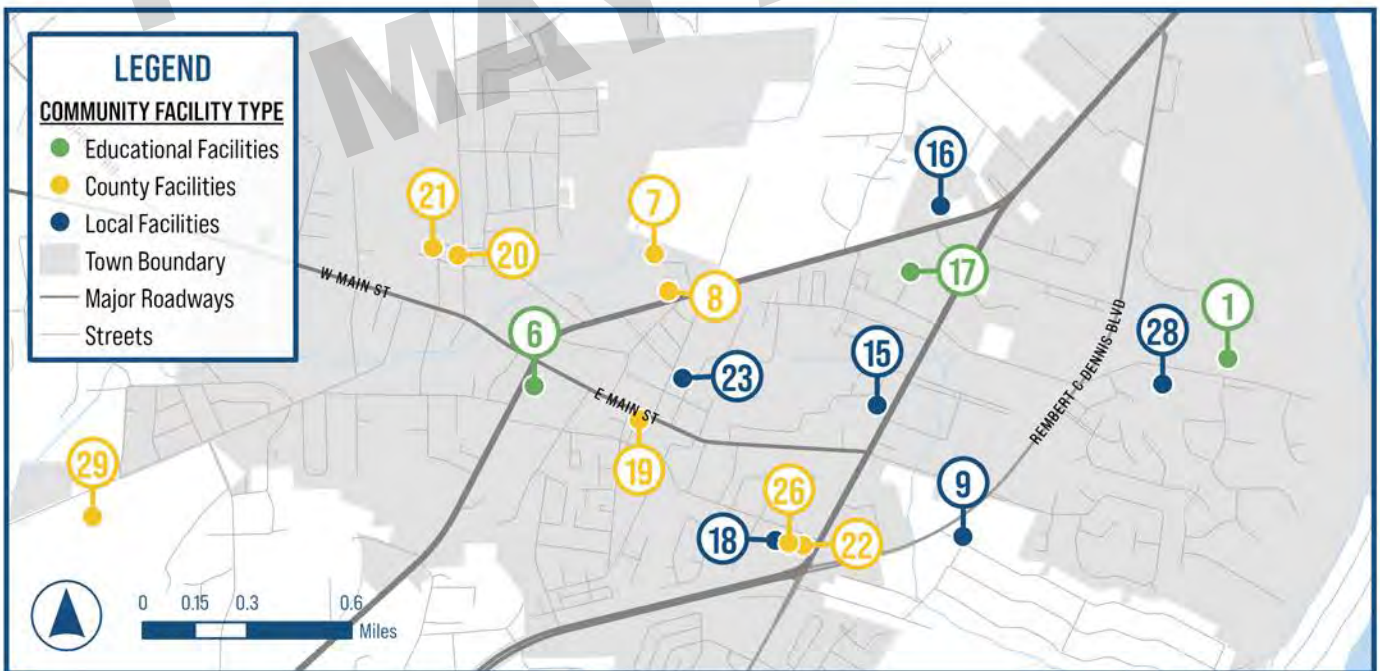 MAY
LEGEND
COMMUNITY FACILITY TYPE
Educational Facilities
County Facilities
Local Facilities
Town Boundary
Major Roadways
Streets
W MAIN ST
E MAIN ST
REMBERT C DENNIS BLVD
16
21
7
20
17
8
1
6
28
15
23
29
19
26
9
18
22
0 0.15 0.3 0.6
Miles